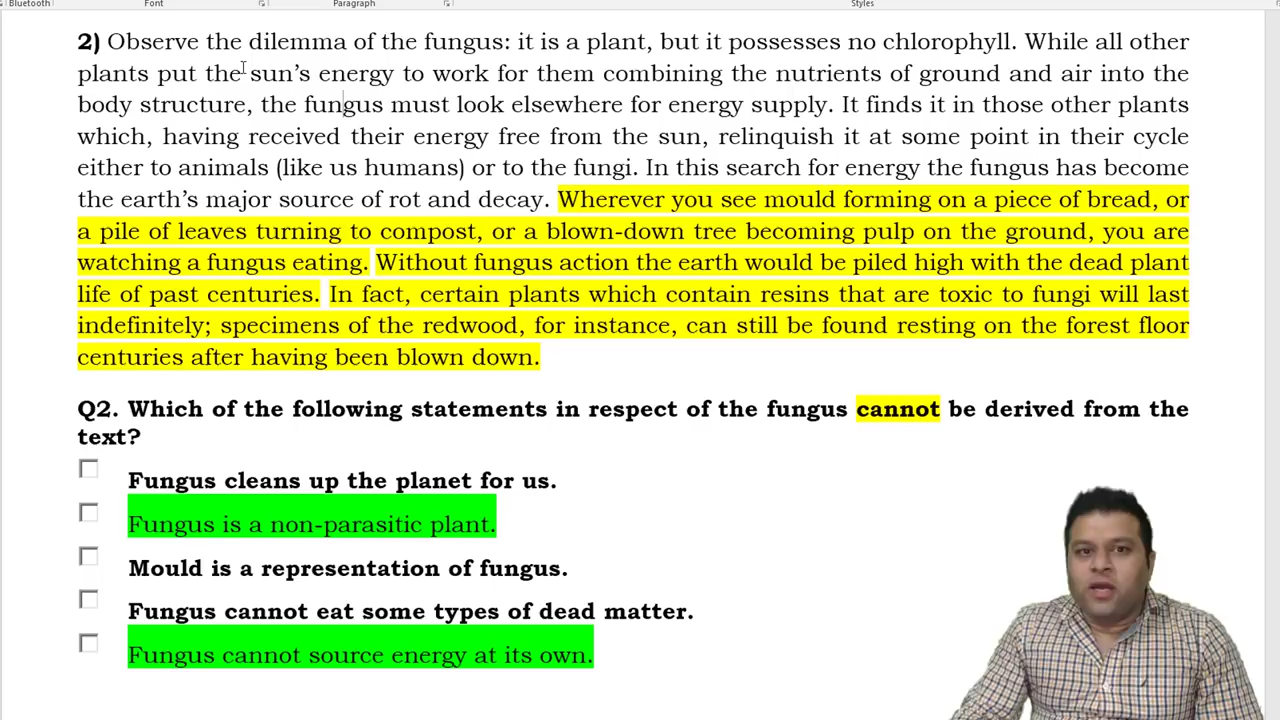 Bluetooth Font Paragraph Styles
2) Observe the dilemma of the fungus: it is a plant, but it possesses no chlorophyll. While all other
plants put the sun's energy to work for them combining the nutrients of ground and air into the
body structure, the fungus must look elsewhere for energy supply. It finds it in those other plants
which, having received their energy free from the sun, relinquish it at some point in their cycle
either to animals (like us humans) or to the fungi. In this search for energy the fungus has become
the earth's major source of rot and decay. Wherever you see mould forming on a piece of bread, or
a pile of leaves turning to compost, or a blown-down tree becoming pulp on the ground, you are
watching a fungus eating. Without fungus action the earth would be piled high with the dead plant
life of past centuries. In fact, certain plants which contain resins that are toxic to fungi will last
indefinitely; specimens of the redwood, for instance, can still be found resting on the forest floor
centuries after having been blown down.
Q2. Which of the following statements in respect of the fungus cannot be derived from the
text?
Fungus cleans up the planet for us.
Fungus is a non-parasitic plant.
Mould is a representation of fungus.
Fungus cannot eat some types of dead matter.
Fungus cannot source energy at its own.